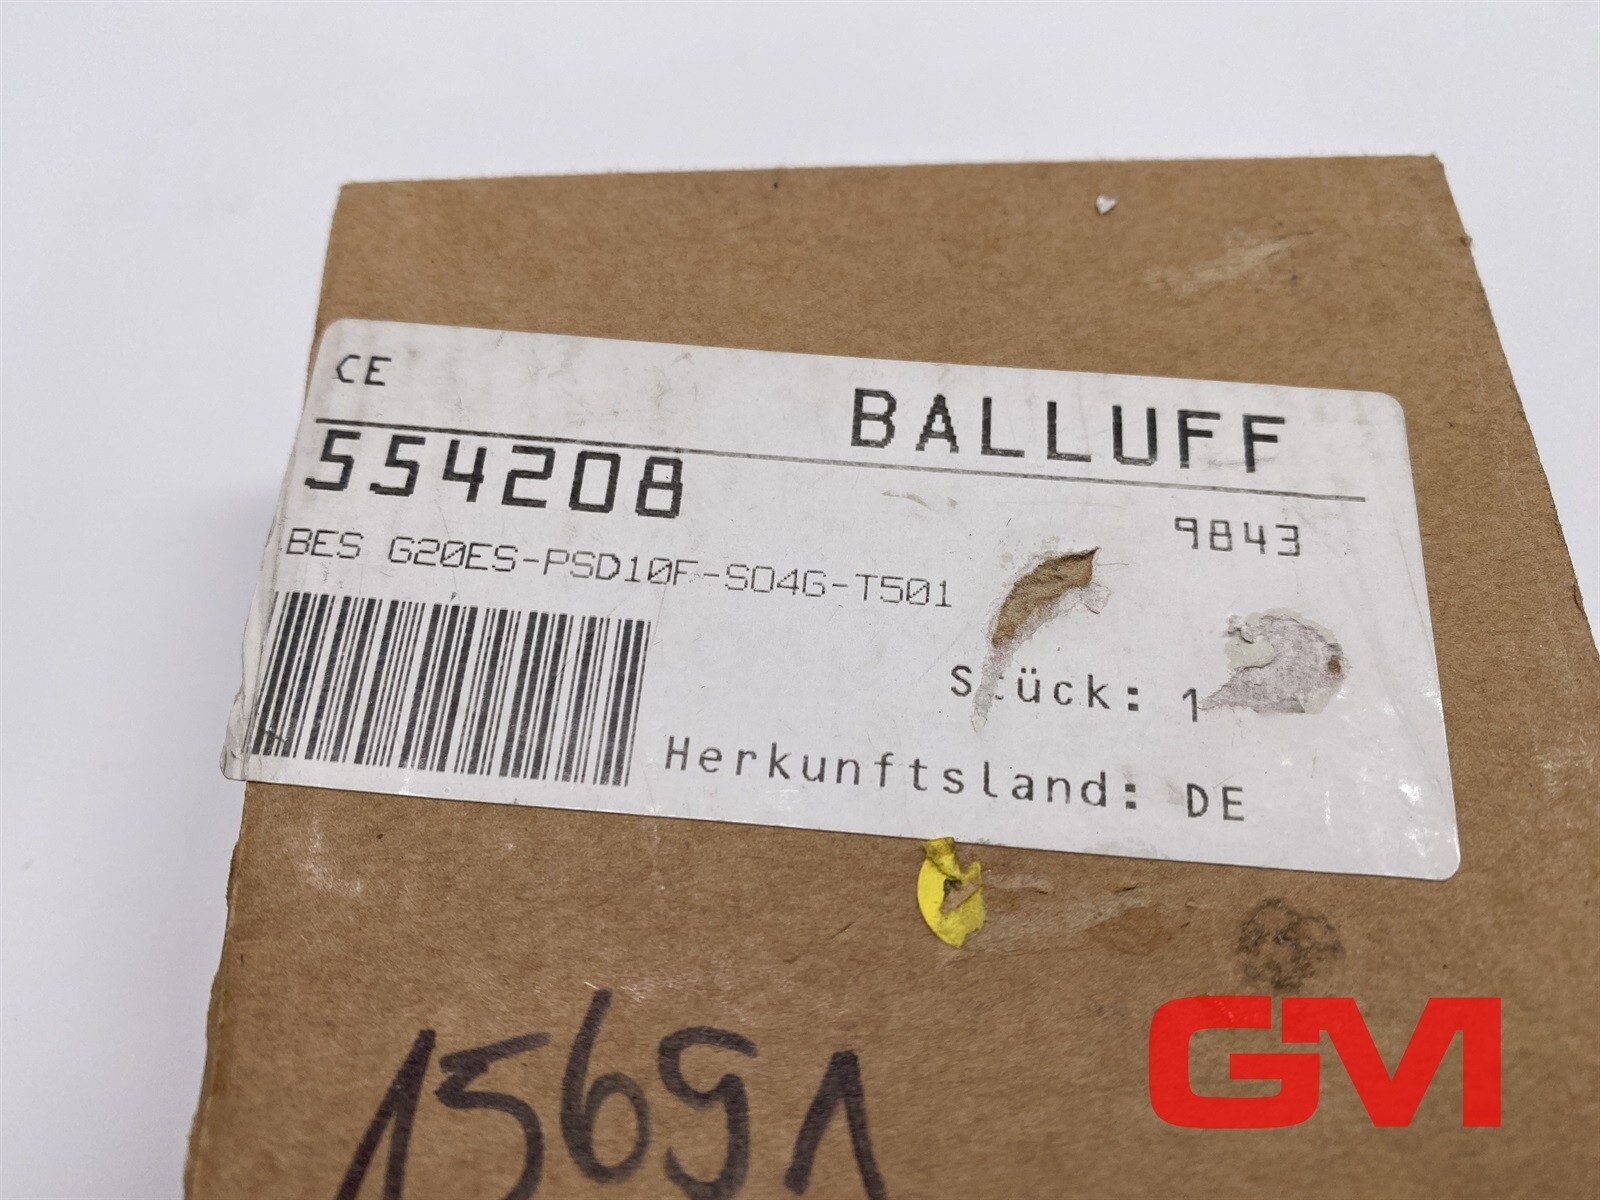 CE
BALLUFF
554208
9843
BES G20ES-PSD10F-S04G-T501
Stück: 1
Herkunftsland: DE
15691
GM